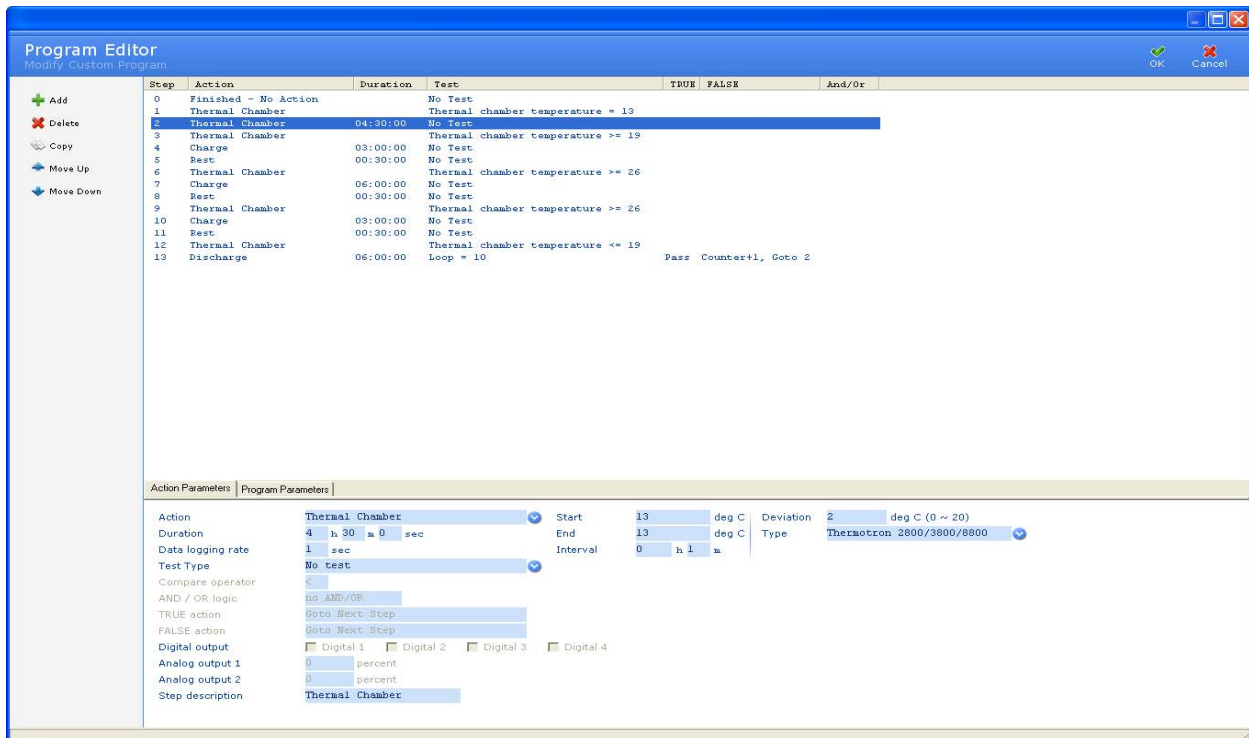 Program Editor
Modify Custom Program
OK Cancel
Add
Delete
Copy
Move Up
Move Down
Step Action Duration Test TRUE FALSE And/Or
0 Finished - No Action No Test
1 Thermal Chamber Thermal chamber temperature = 13
2 Thermal Chamber 04:30:00 No Test
3 Thermal Chamber Thermal chamber temperature >= 19
4 Charge 03:00:00 No Test
5 Rest 00:30:00 No Test
6 Thermal Chamber Thermal chamber temperature >= 26
7 Charge 06:00:00 No Test
8 Rest 00:30:00 No Test
9 Thermal Chamber Thermal chamber temperature >= 26
10 Charge 03:00:00 No Test
11 Rest 00:30:00 No Test
12 Thermal Chamber Thermal chamber temperature <= 19
13 Discharge 06:00:00 Loop = 10 Pass Counter+1, Goto 2
Action Parameters Program Parameters
Action Thermal Chamber Start 13 deg C Deviation 2 deg C (0 ~ 20)
Duration 4 h 30 m 0 sec End 13 deg C Type Thermotron 2800/3800/8800
Data logging rate 1 sec Interval 0 h 1 m
Test Type No test
Compare operator <
AND / OR logic no AND/OR
TRUE action Goto Next Step
FALSE action Goto Next Step
Digital output Digital 1 Digital 2 Digital 3 Digital 4
Analog output 1 0 percent
Analog output 2 0 percent
Step description Thermal Chamber